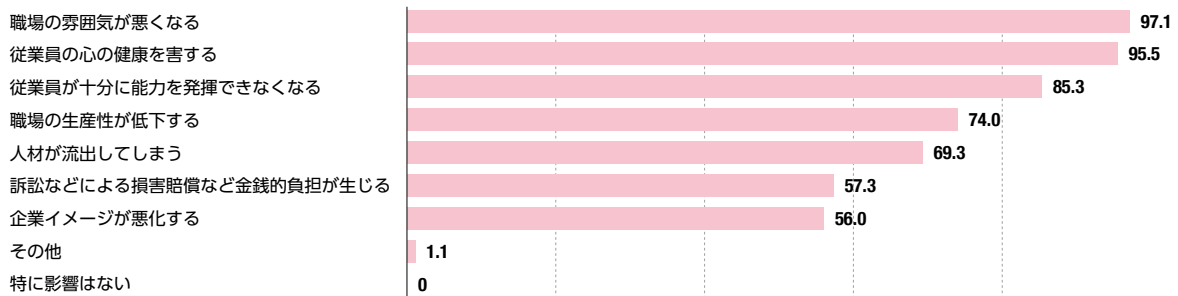 職場の雰囲気が悪くなる 97.1
従業員の心の健康を害する 95.5
従業員が十分に能力を発揮できなくなる 85.3
職場の生産性が低下する 74.0
人材が流出してしまう 69.3
訴訟などによる損害賠償など金銭的負担が生じる 57.3
企業イメージが悪化する 56.0
その他 1.1
特に影響はない 0